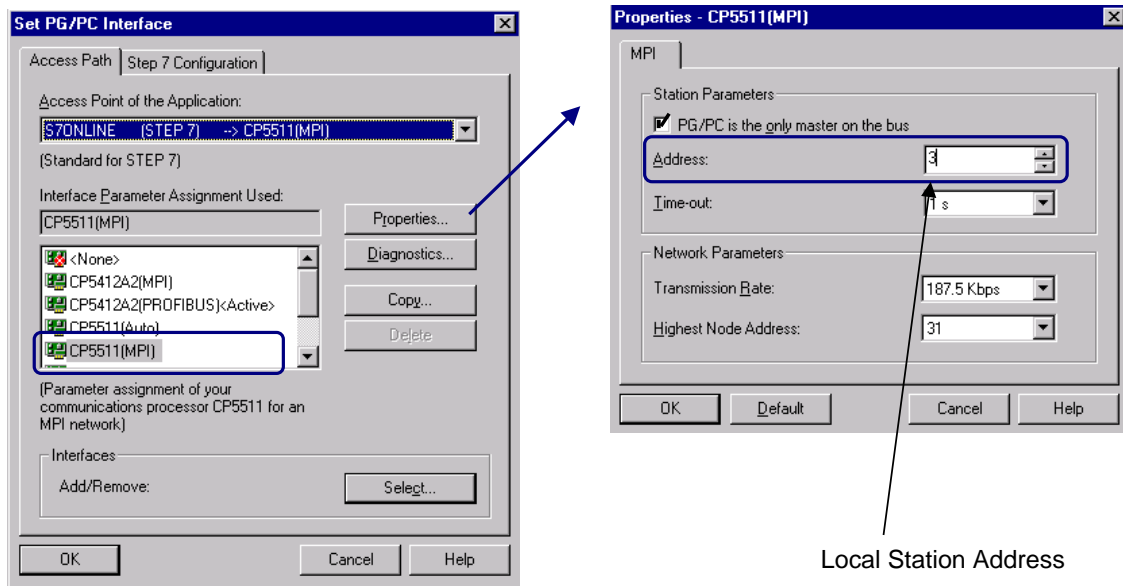 Set PG/PC Interface
Access Path
Step 7 Configuration
Access Point of the Application:
S7ONLINE (STEP 7) --> CP5511(MPI)
(Standard for STEP 7)
Interface Parameter Assignment Used:
CP5511(MPI)
Properties...
<None>
CP5412A2(MPI)
CP5412A2(PROFIBUS)<Active>
CP5511(Auto)
CP5511(MPI)
Diagnostics...
Copy...
Delete
(Parameter assignment of your
communications processor CP5511 for an
MPI network)
Interfaces
Add/Remove:
Select...
OK
Cancel
Help
Properties - CP5511(MPI)
MPI
Station Parameters
PG/PC is the only master on the bus
Address:
3
Time-out:
1 s
Network Parameters
Transmission Rate:
187.5 Kbps
Highest Node Address:
31
OK
Default
Cancel
Help
Local Station Address